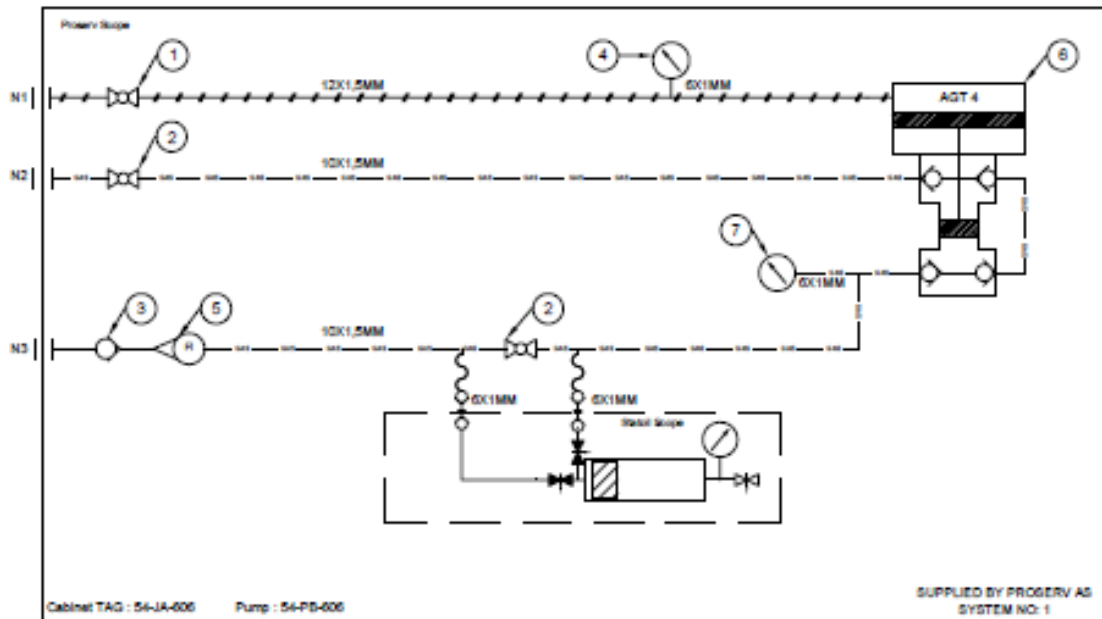 Proserv Scope
1
4
6
N1
12X1,5MM
6X1MM
AGT 4
2
N2
10X1,5MM
7
6X1MM
3
5
2
N3
R
10X1,5MM
6X1MM
6X1MM
Statoil Scope
Cabinet TAG : 54-JA-606
Pump : 54-PB-606
SUPPLIED BY PROSERV AS
SYSTEM NO: 1